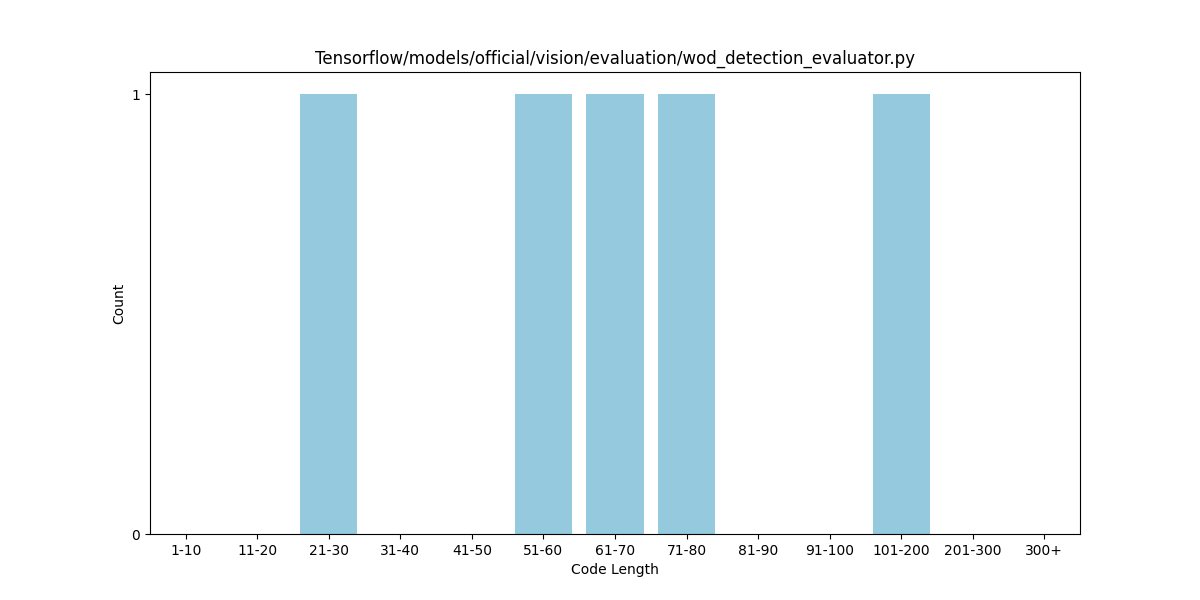 Tensorflow/models/official/vision/evaluation/wod_detection_evaluator.py
1
Count
0
1-10 11-20 21-30 31-40 41-50 51-60 61-70 71-80 81-90 91-100 101-200 201-300 300+
Code Length